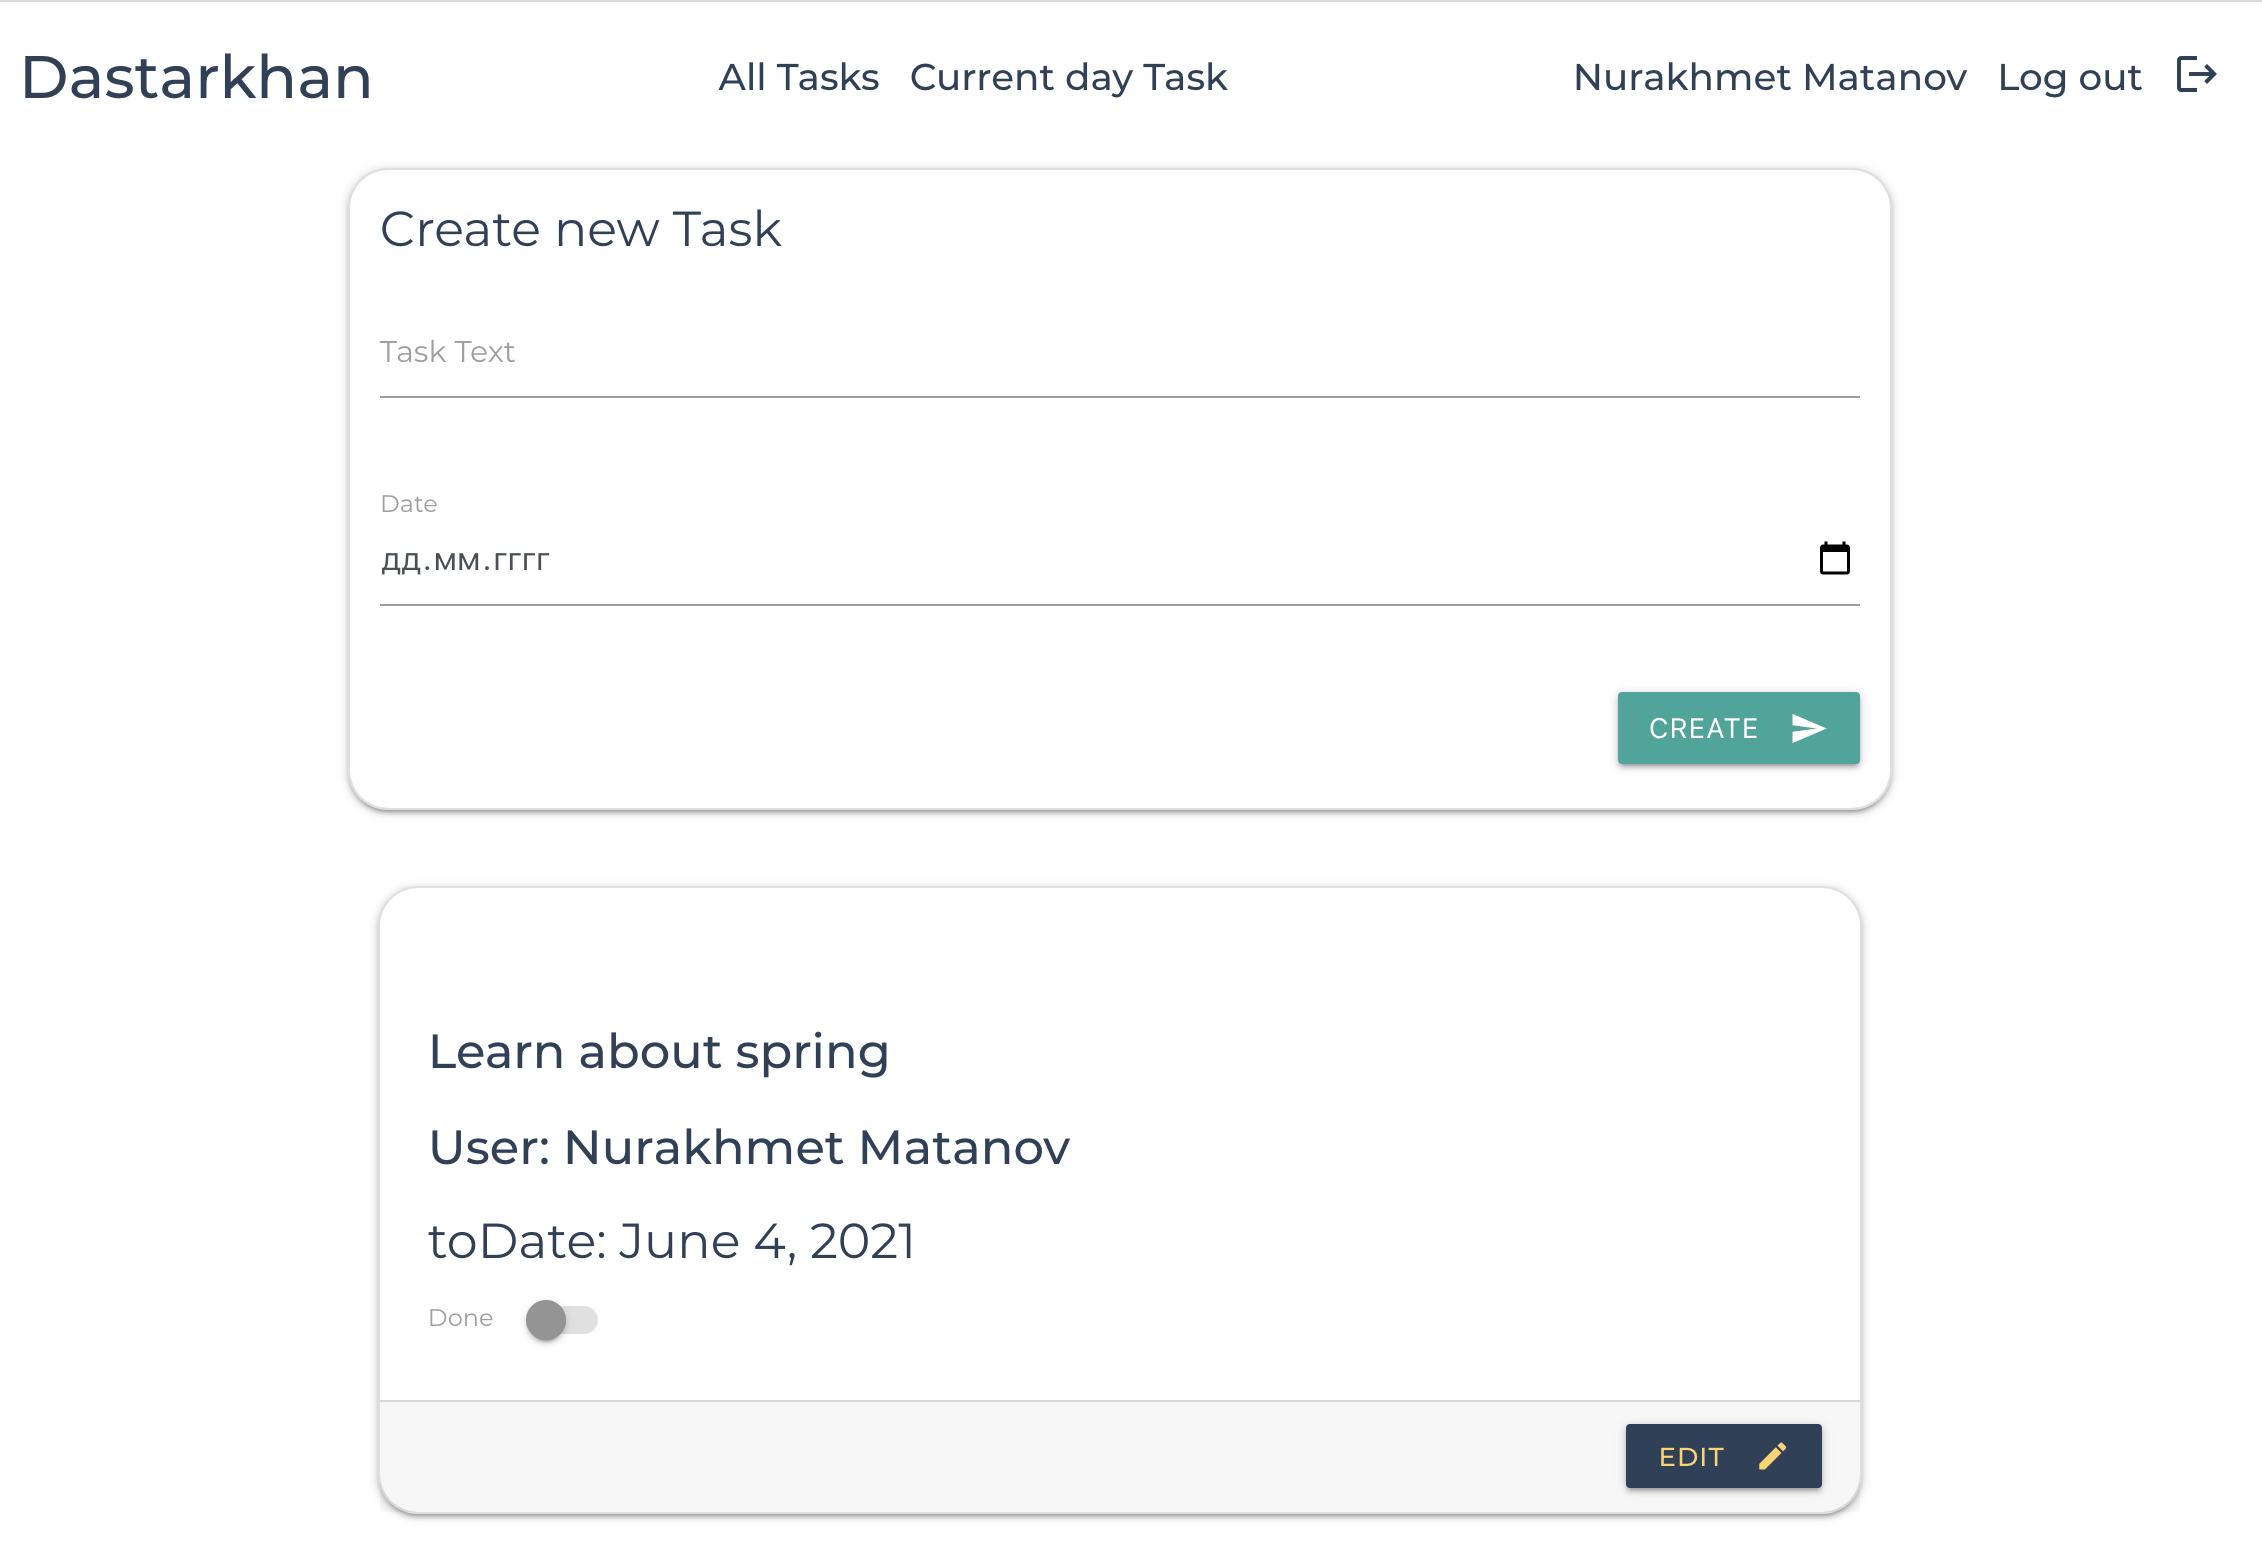 Dastarkhan All Tasks Current day Task Nurakhmet Matanov Log out
Create new Task
Task Text
Date
дд.мм.гггг
CREATE
Learn about spring
User: Nurakhmet Matanov
toDate: June 4, 2021
Done
EDIT